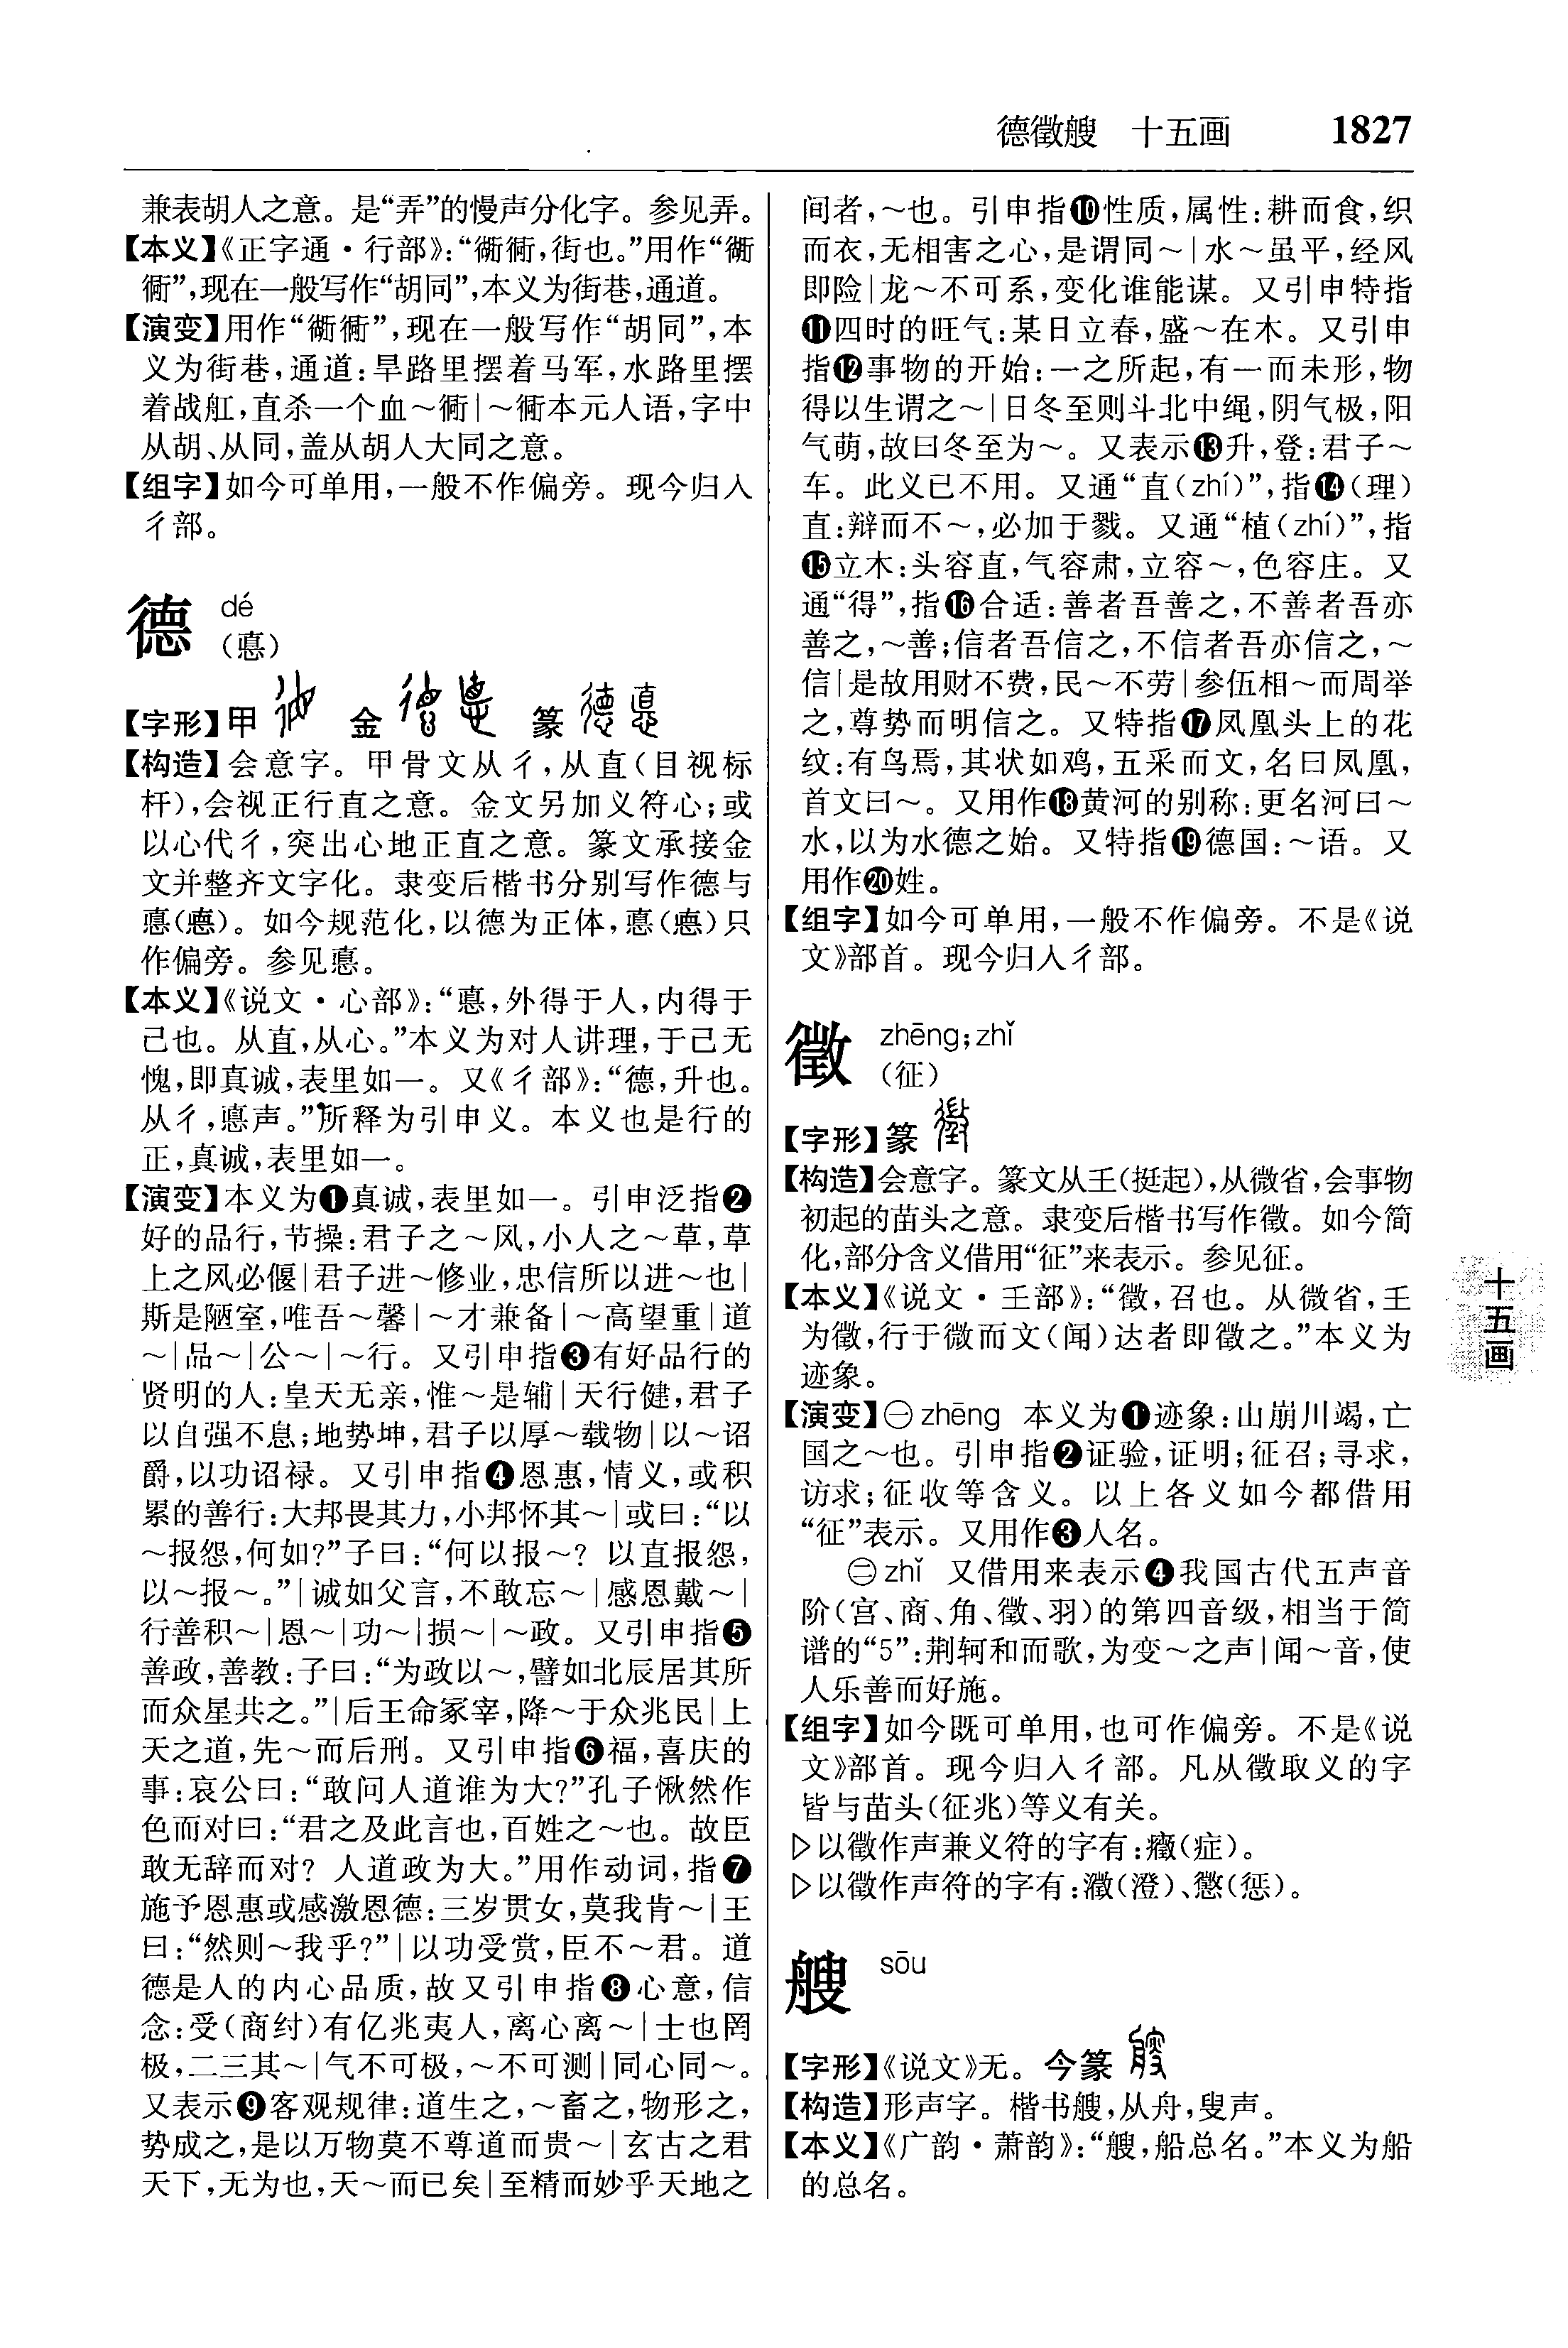 德徵艘　十五画　1827
兼表胡人之意。是“弄”的慢声分化字。参见弄。
【本义】《正字通·行部》：“衚衕，街也。”用作“衚
衕”，现在一般写作“胡同”，本义为街巷，通道。
【演变】用作“衚衕”，现在一般写作“胡同”，本
义为街巷，通道：旱路里摆着马军，水路里摆
着战舡，直杀一个血～衕｜～衕本元人语，字中
从胡、从同，盖从胡人大同之意。
【组字】如今可单用，一般不作偏旁。现今归入
彳部。
德 dé
（悳）
【字形】甲 金 篆
【构造】会意字。甲骨文从彳，从直（目视标
杆），会视正行直之意。金文另加义符心；或
以心代彳，突出心地正直之意。篆文承接金
文并整齐文字化。隶变后楷书分别写作德与
悳（惪）。如今规范化，以德为正体，悳（惪）只
作偏旁。参见悳。
【本义】《说文·心部》：“悳，外得于人，内得于
己也。从直，从心。”本义为对人讲理，于己无
愧，即真诚，表里如一。又《彳部》：“德，升也。
从彳，悳声。”所释为引申义。本义也是行的
正，真诚，表里如一。
【演变】本义为❶真诚，表里如一。引申泛指❷
好的品行，节操：君子之～风，小人之～草，草
上之风必偃｜君子进～修业，忠信所以进～也｜
斯是陋室，唯吾～馨｜～才兼备｜～高望重｜道
～｜品～｜公～｜～行。又引申指❸有好品行的
贤明的人：皇天无亲，惟～是辅｜天行健，君子
以自强不息；地势坤，君子以厚～载物｜以～诏
爵，以功诏禄。又引申指❹恩惠，情义，或积
累的善行：大邦畏其力，小邦怀其～｜或曰：“以
～报怨，何如？”子曰：“何以报～？以直报怨，
以～报～。”｜诚如父言，不敢忘～｜感恩戴～｜
行善积～｜恩～｜功～｜损～｜～政。又引申指❺
善政，善教：子曰：“为政以～，譬如北辰居其所
而众星共之。”｜后王命冢宰，降～于众兆民｜上
天之道，先～而后刑。又引申指❻福，喜庆的
事：哀公曰：“敢问人道谁为大？”孔子愀然作
色而对曰：“君之及此言也，百姓之～也。故臣
敢无辞而对？人道政为大。”用作动词，指❼
施予恩惠或感激恩德：三岁贯女，莫我肯～｜王
曰：“然则～我乎？”｜以功受赏，臣不～君。道
德是人的内心品质，故又引申指❽心意，信
念：受（商纣）有亿兆夷人，离心离～｜士也罔
极，二三其～｜气不可极，～不可测｜同心同～。
又表示❾客观规律：道生之，～畜之，物形之，
势成之，是以万物莫不尊道而贵～｜玄古之君
天下，无为也，天～而已矣｜至精而妙乎天地之
间者，～也。引申指❿性质，属性：耕而食，织
而衣，无相害之心，是谓同～｜水～虽平，经风
即险｜龙～不可系，变化谁能谋。又引申特指
⓫四时的旺气：某日立春，盛～在木。又引申
指⓬事物的开始：一之所起，有一而未形，物
得以生谓之～｜日冬至则斗北中绳，阴气极，阳
气萌，故曰冬至为～。又表示⓭升，登：君子～
车。此义已不用。又通“直（zhí）”，指⓮（理）
直：辩而不～，必加于戮。又通“植（zhí）”，指
⓯立木：头容直，气容肃，立容～，色容庄。又
通“得”，指⓰合适：善者吾善之，不善者吾亦
善之，～善；信者吾信之，不信者吾亦信之，～
信｜是故用财不费，民～不劳｜参伍相～而周举
之，尊势而明信之。又特指⓱凤凰头上的花
纹：有鸟焉，其状如鸡，五采而文，名曰凤凰，
首文曰～。又用作⓲黄河的别称：更名河曰～
水，以为水德之始。又特指⓳德国：～语。又
用作⓴姓。
【组字】如今可单用，一般不作偏旁。不是《说
文》部首。现今归入彳部。
徵 zhēng；zhǐ
（征）
【字形】篆
【构造】会意字。篆文从𡈼（挺起），从微省，会事物
初起的苗头之意。隶变后楷书写作徵。如今简
化，部分含义借用“征”来表示。参见征。
【本义】《说文·𡈼部》：“徵，召也。从微省，𡈼
为徵，行于微而文（闻）达者即徵之。”本义为
迹象。
【演变】㊀zhēng 本义为❶迹象：山崩川竭，亡
国之～也。引申指❷证验，证明；征召；寻求，
访求；征收等含义。以上各义如今都借用
“征”表示。又用作❸人名。
㊁zhǐ 又借用来表示❹我国古代五声音
阶（宫、商、角、徵、羽）的第四音级，相当于简
谱的“5”：荆轲和而歌，为变～之声｜闻～音，使
人乐善而好施。
【组字】如今既可单用，也可作偏旁。不是《说
文》部首。现今归入彳部。凡从徵取义的字
皆与苗头（征兆）等义有关。
▷以徵作声兼义符的字有：癥（症）。
▷以徵作声符的字有：澂（澄）、懲（惩）。
艘 sōu
【字形】《说文》无。今篆
【构造】形声字。楷书艘，从舟，叟声。
【本义】《广韵·萧韵》：“艘，船总名。”本义为船
的总名。
十五画